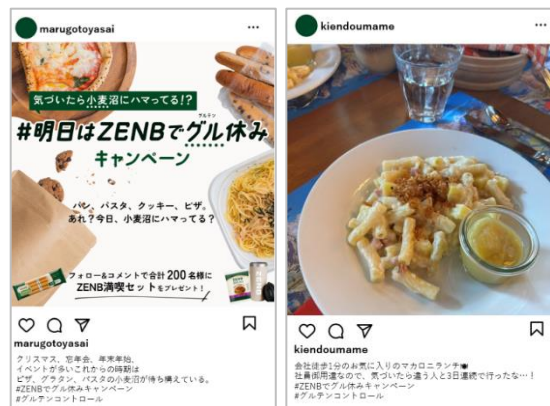 marugotoyasai
気づいたら小麦沼にハマってる!?
グルテン
#明日はZENBでグル休み
キャンペーン
パン、パスタ、クッキー、ピザ。
あれ？今日、小麦沼にハマってる？
フォロー&コメントで合計200名様に
ZENB満喫セットをプレゼント！
marugotoyasai
クリスマス、忘年会、年末年始、
イベントが多いこれからの時期は
ピザ、グラタン、パスタの小麦沼が待ち構えている。
#ZENBでグル休みキャンペーン
#グルテンコントロール
kiendoumame
kiendoumame
会社徒歩1分のお気に入りのマカロニランチ🍽
社員御用達なので、気づいたら違う人と3日連続で行ったな…！
#ZENBでグル休みキャンペーン
#グルテンコントロール